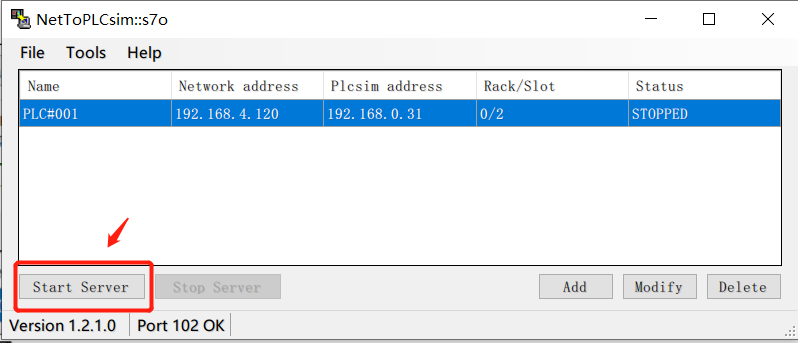 NetToPLCsim::s7o
File Tools Help
Name Network address Plcsim address Rack/Slot Status
PLC#001 192.168.4.120 192.168.0.31 0/2 STOPPED
Start Server Stop Server Add Modify Delete
Version 1.2.1.0 Port 102 OK